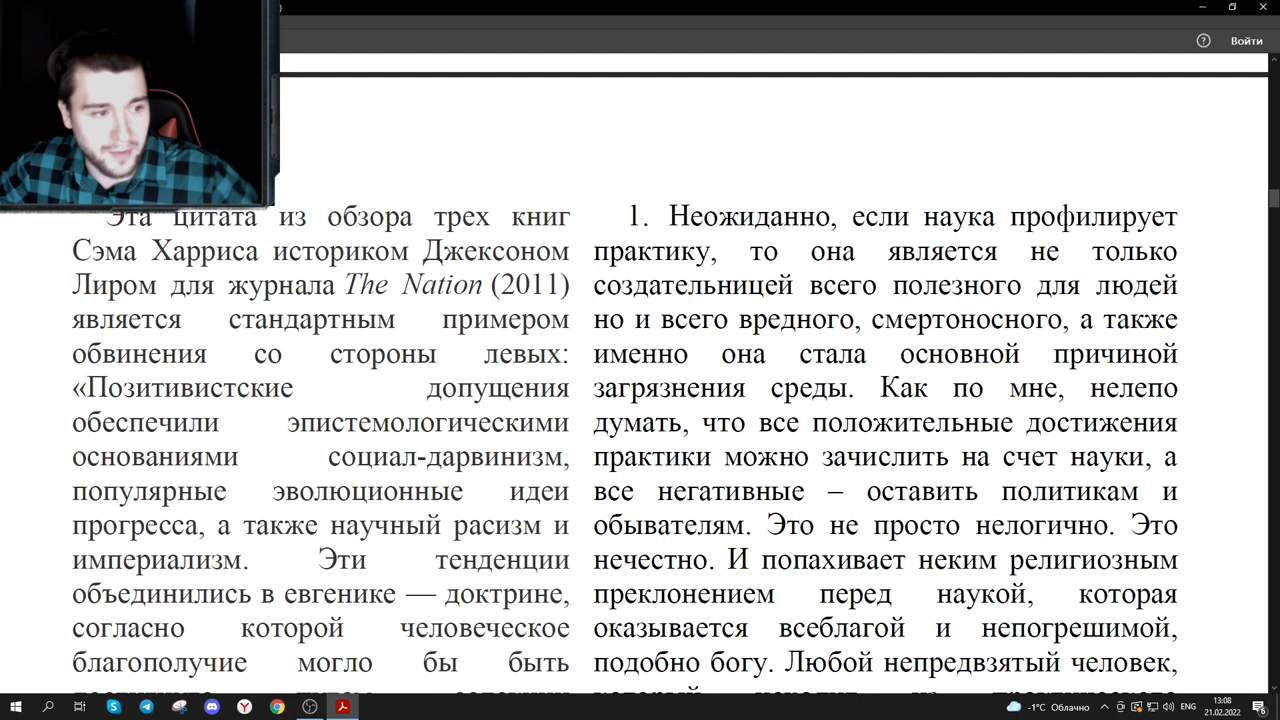 Войти
Эта цитата из обзора трех книг
Сэма Харриса историком Джексоном
Лиром для журнала The Nation (2011)
является стандартным примером
обвинения со стороны левых:
«Позитивистские допущения
обеспечили эпистемологическими
основаниями социал-дарвинизм,
популярные эволюционные идеи
прогресса, а также научный расизм и
империализм. Эти тенденции
объединились в евгенике — доктрине,
согласно которой человеческое
благополучие могло бы быть
1. Неожиданно, если наука профилирует
практику, то она является не только
создательницей всего полезного для людей
но и всего вредного, смертоносного, а также
именно она стала основной причиной
загрязнения среды. Как по мне, нелепо
думать, что все положительные достижения
практики можно зачислить на счет науки, а
все негативные – оставить политикам и
обывателям. Это не просто нелогично. Это
нечестно. И попахивает неким религиозным
преклонением перед наукой, которая
оказывается всеблагой и непогрешимой,
подобно богу. Любой непредвзятый человек,
-1°C Облачно
ENG
13:08
21.02.2022